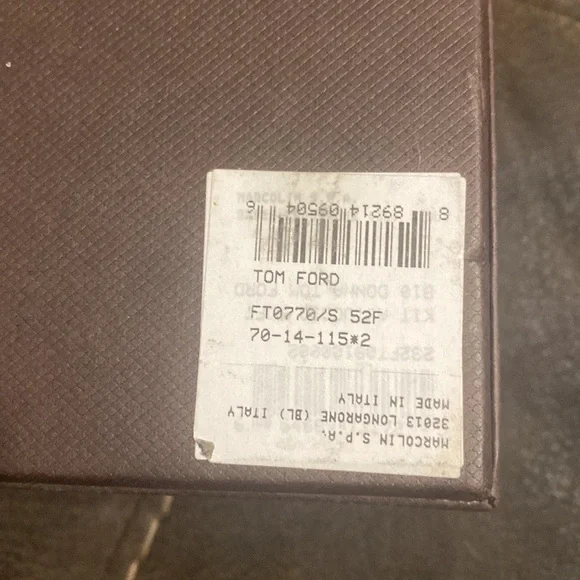 8 89214 09504 6
TOM FORD
FT0770/S 52F
70-14-115*2
MARCOLIN S.P.A.
32013 LONGARONE (BL) ITALY
MADE IN ITALY